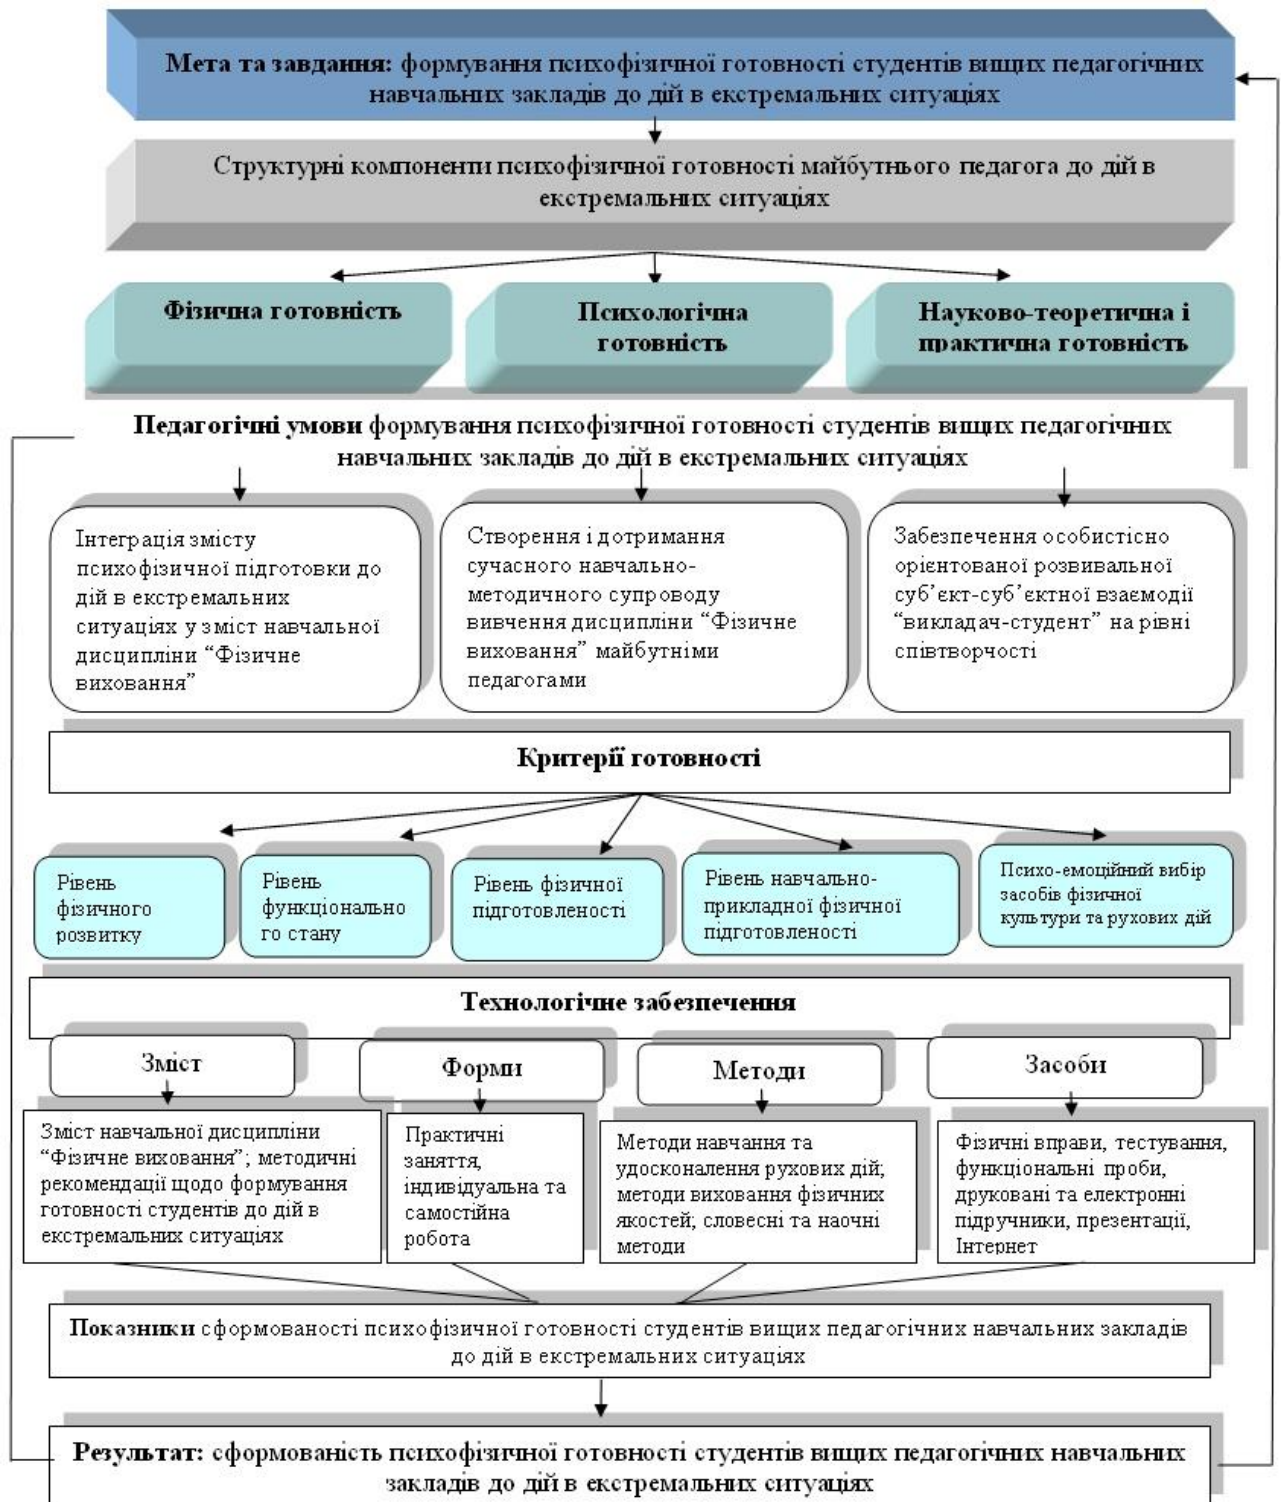 Мета та завдання: формування психофізичної готовності студентів вищих педагогічних
навчальних закладів до дій в екстремальних ситуаціях
Структурні компоненти психофізичної готовності майбутнього педагога до дій в
екстремальних ситуаціях
Фізична готовність
Психологічна
готовність
Науково-теоретична і
практична готовність
Педагогічні умови формування психофізичної готовності студентів вищих педагогічних
навчальних закладів до дій в екстремальних ситуаціях
Інтеграція змісту
психофізичної підготовки до
дій в екстремальних
ситуаціях у зміст навчальної
дисципліни “Фізичне
виховання”
Створення і дотримання
сучасного навчально-
методичного супроводу
вивчення дисципліни “Фізичне
виховання” майбутніми
педагогами
Забезпечення особистісно
орієнтованої розвивальної
суб’єкт-суб’єктної взаємодії
“викладач-студент” на рівні
співтворчості
Критерії готовності
Рівень
фізичного
розвитку
Рівень
функціонально
го стану
Рівень фізичної
підготовленості
Рівень навчально-
прикладної фізичної
підготовленості
Психо-емоційний вибір
засобів фізичної
культури та рухових дій
Технологічне забезпечення
Зміст
Форми
Методи
Засоби
Зміст навчальної дисципліни
“Фізичне виховання”; методичні
рекомендації щодо формування
готовності студентів до дій в
екстремальних ситуаціях
Практичні
заняття,
індивідуальна та
самостійна
робота
Методи навчання та
удосконалення рухових дій;
методи виховання фізичних
якостей; словесні та наочні
методи
Фізичні вправи, тестування,
функціональні проби,
друковані та електронні
підручники, презентації,
Інтернет
Показники сформованості психофізичної готовності студентів вищих педагогічних навчальних закладів
до дій в екстремальних ситуаціях
Результат: сформованість психофізичної готовності студентів вищих педагогічних навчальних
закладів до дій в екстремальних ситуаціях